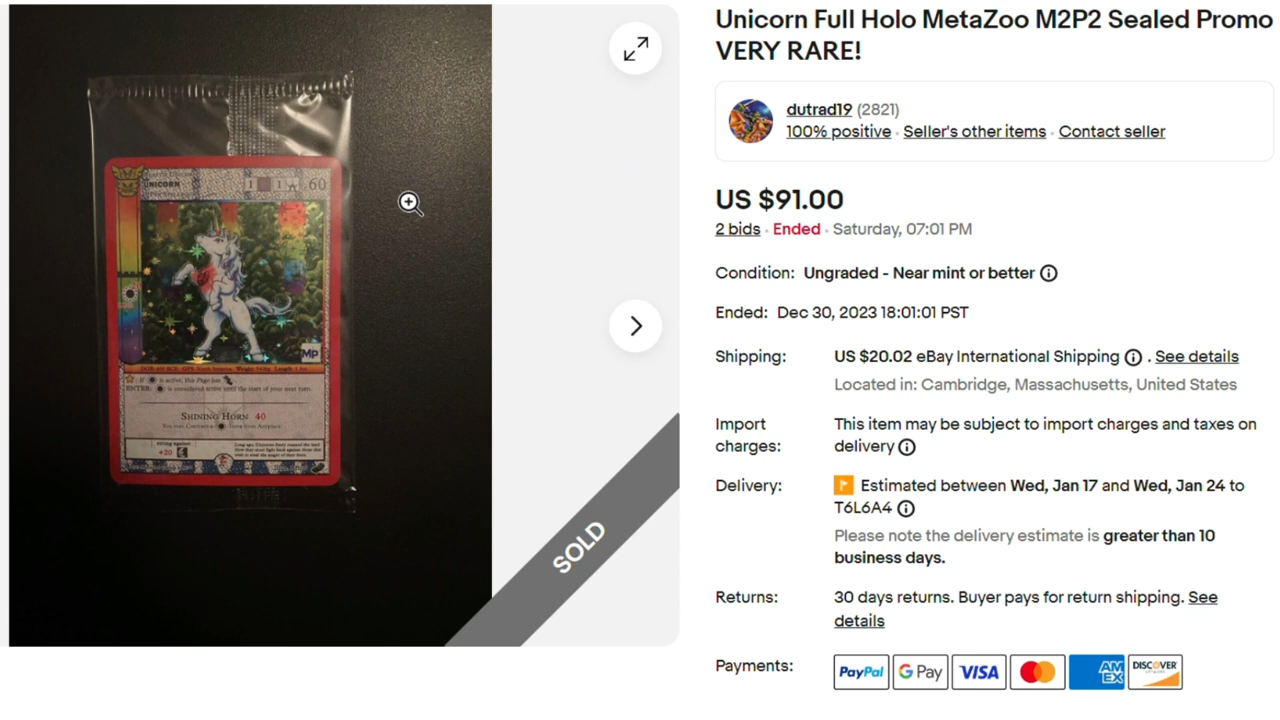 Unicorn Full Holo MetaZoo M2P2 Sealed Promo
VERY RARE!
dutrad19 (2821)
100% positive · Seller's other items · Contact seller
US $91.00
2 bids · Ended · Saturday, 07:01 PM
Condition: Ungraded - Near mint or better
Ended: Dec 30, 2023 18:01:01 PST
Shipping: US $20.02 eBay International Shipping . See details
Located in: Cambridge, Massachusetts, United States
Import charges: This item may be subject to import charges and taxes on
delivery
Delivery: Estimated between Wed, Jan 17 and Wed, Jan 24 to
T6L6A4
Please note the delivery estimate is greater than 10
business days.
Returns: 30 days returns. Buyer pays for return shipping. See
details
Payments: PayPal G Pay VISA AM EX DISCOVER
SOLD
UNICORN
1 1 60
MP
SHINING HORN 40
strong against
+20